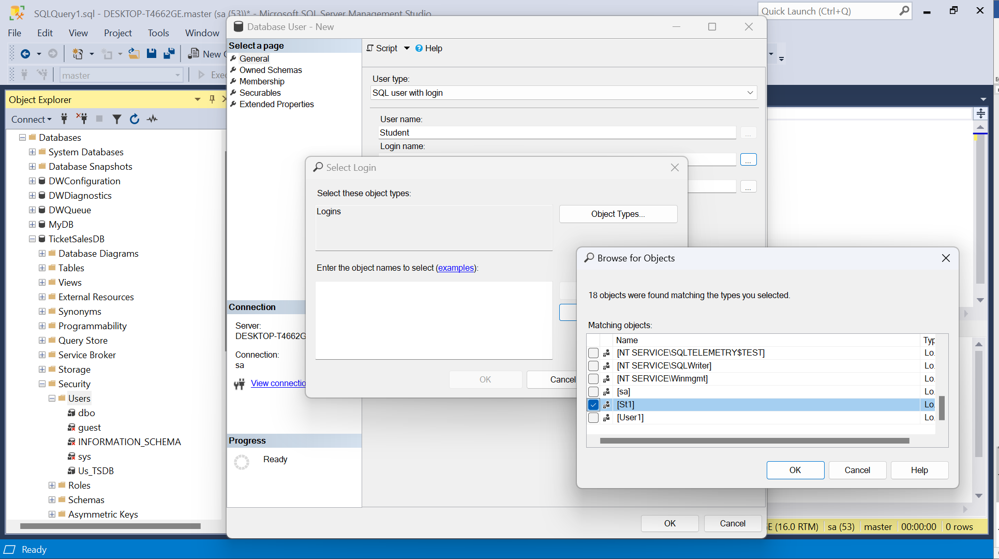 SQLQuery1.sql - DESKTOP-T4662GE.master (sa (53))* - Microsoft SQL Server Management Studio
Quick Launch (Ctrl+Q)
File Edit View Project Tools Window
New
master
Exec
Object Explorer
Connect
Databases
System Databases
Database Snapshots
DWConfiguration
DWDiagnostics
DWQueue
MyDB
TicketSalesDB
Database Diagrams
Tables
Views
External Resources
Synonyms
Programmability
Query Store
Service Broker
Storage
Security
Users
dbo
guest
INFORMATION_SCHEMA
sys
Us_TSDB
Roles
Schemas
Asymmetric Keys
Database User - New
Select a page
General
Owned Schemas
Membership
Securables
Extended Properties
Connection
Server:
DESKTOP-T4662G
Connection:
sa
View connectio
Progress
Ready
Script Help
User type:
SQL user with login
User name:
Student
...
Login name:
...
...
OK Cancel
Select Login
Select these object types:
Logins
Object Types...
Enter the object names to select (examples):
OK Cancel
Browse for Objects
18 objects were found matching the types you selected.
Matching objects:
Name Typ
[NT SERVICE\SQLTELEMETRY$TEST] Lo.
[NT SERVICE\SQLWriter] Lo.
[NT SERVICE\Winmgmt] Lo.
[sa] Lo.
[St1] Lo.
[User1] Lo.
OK Cancel Help
E (16.0 RTM) sa (53) master 00:00:00 0 rows
Ready